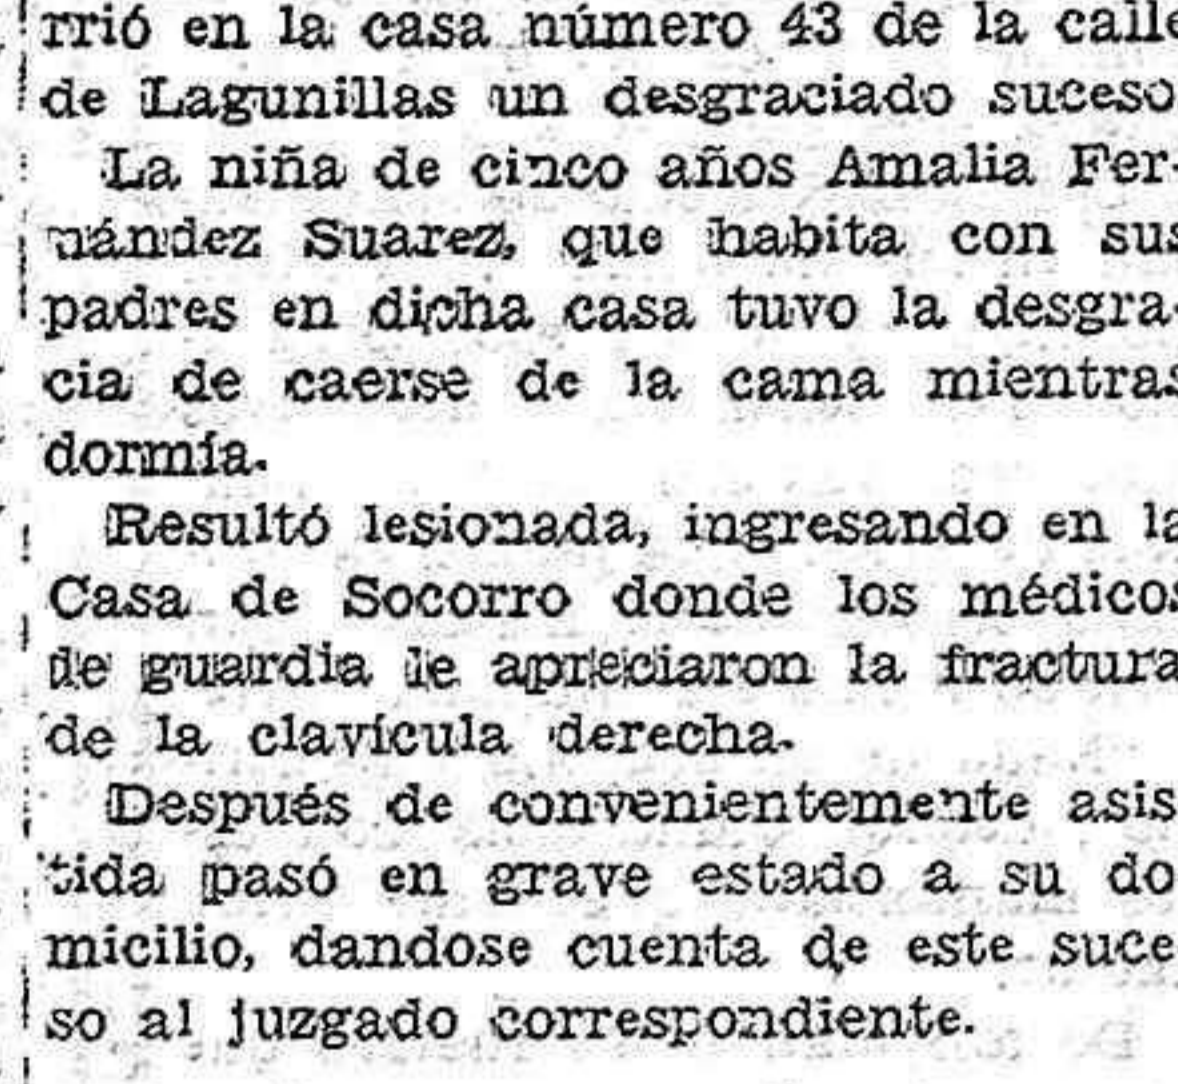 rrió en la casa número 43 de la calle
de Lagunillas un desgraciado suceso
La niña de cinco años Amalia Fer-
nández Suarez, que habita con sus
padres en dicha casa tuvo la desgra-
cia de caerse de la cama mientras
dormía.
Resultó lesionada, ingresando en la
Casa de Socorro donde los médicos
de guardia le apreciaron la fractura
de la clavícula derecha.
Después de convenientemente asis
tida pasó en grave estado a su do
micilio, dandose cuenta de este suce
so al juzgado correspondiente.